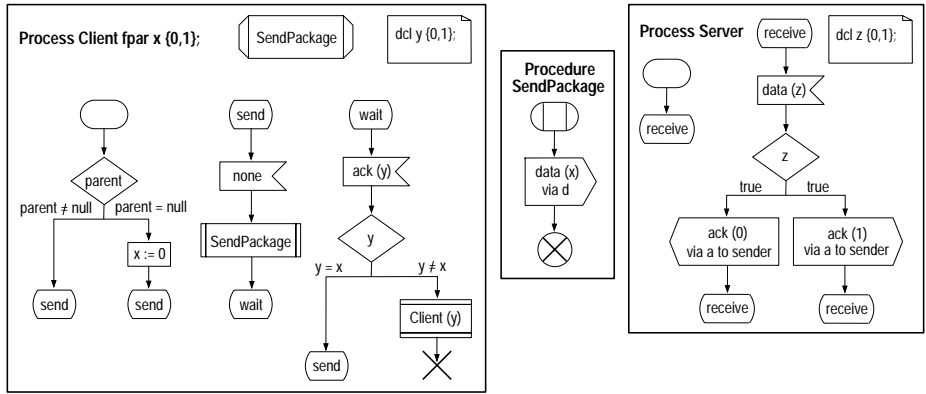 Process Client fpar x {0,1};
SendPackage
dcl y {0,1};
parent
parent ≠ null
parent = null
x := 0
send
send
send
none
SendPackage
wait
wait
ack (y)
y
y = x
y ≠ x
Client (y)
send
Procedure
SendPackage
data (x)
via d
Process Server
receive
dcl z {0,1};
receive
data (z)
z
true
true
ack (0)
via a to sender
ack (1)
via a to sender
receive
receive